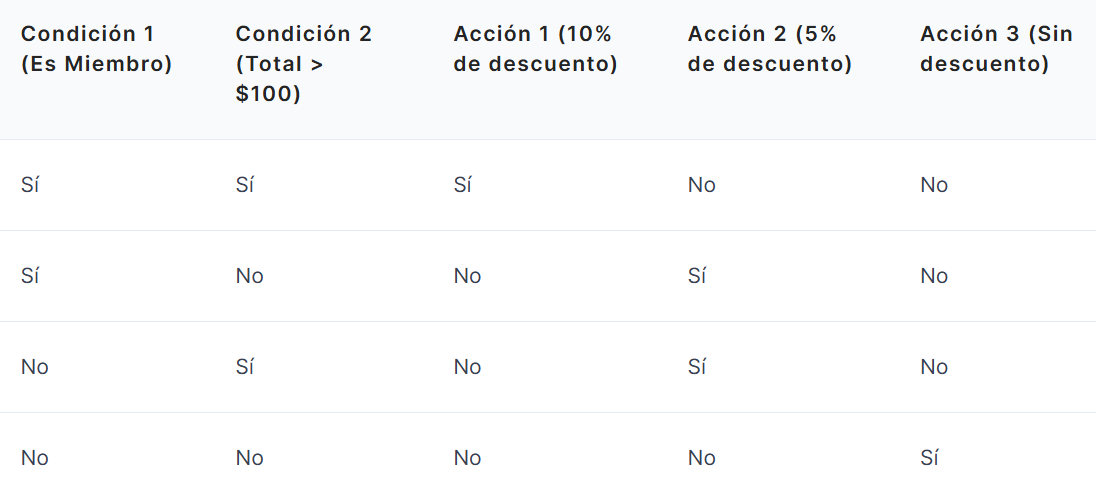 Condición 1 (Es Miembro) Condición 2 (Total > $100) Acción 1 (10% de descuento) Acción 2 (5% de descuento) Acción 3 (Sin descuento)
Sí Sí Sí No No
Sí No No Sí No
No Sí No Sí No
No No No No Sí